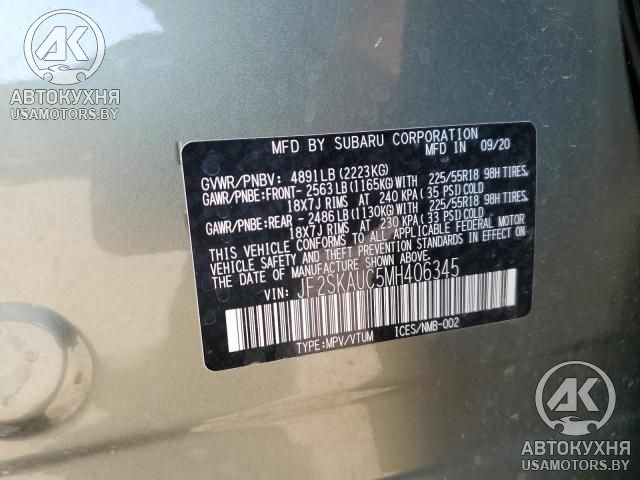 АК
АВТОКУХНЯ
USAMOTORS.BY
MFD BY SUBARU CORPORATION
MFD IN 09/20
GVWR/PNBV: 4891LB(2223KG)
GAWR/PNBE:FRONT- 2563LB(1165KG)WITH 225/55R18 98H TIRES,
18X7J RIMS AT 240 KPA(35 PSI)COLD
GAWR/PNBE:REAR - 2486LB(1130KG)WITH 225/55R18 98H TIRES,
18X7J RIMS AT 230 KPA(33 PSI)COLD
THIS VEHICLE CONFORMS TO ALL APPLICABLE FEDERAL MOTOR
VEHICLE SAFETY AND THEFT PREVENTION STANDARDS IN EFFECT ON
THE DATE OF MANUFACTURE SHOWN ABOVE.
VIN: JF2SKAUC5MH406345
TYPE:MPV/VTUM ICES/NMB-002
АК
АВТОКУХНЯ
USAMOTORS.BY